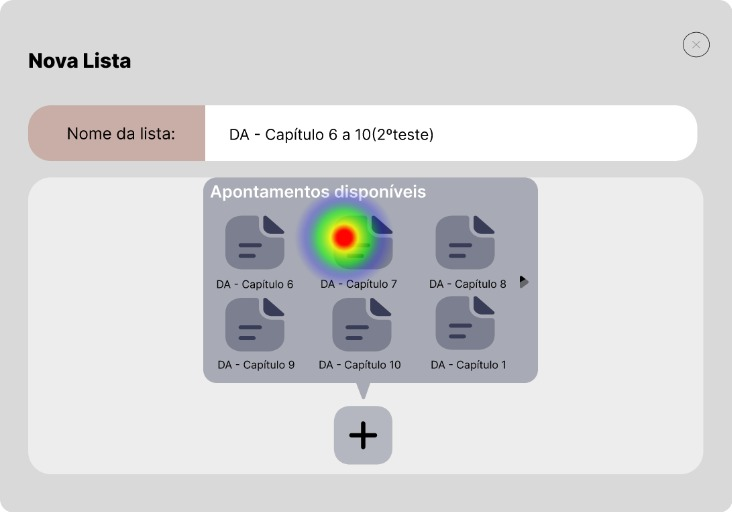 Nova Lista
Nome da lista: DA - Capítulo 6 a 10(2ºteste)
Apontamentos disponíveis
DA - Capítulo 6 DA - Capítulo 7 DA - Capítulo 8
DA - Capítulo 9 DA - Capítulo 10 DA - Capítulo 1